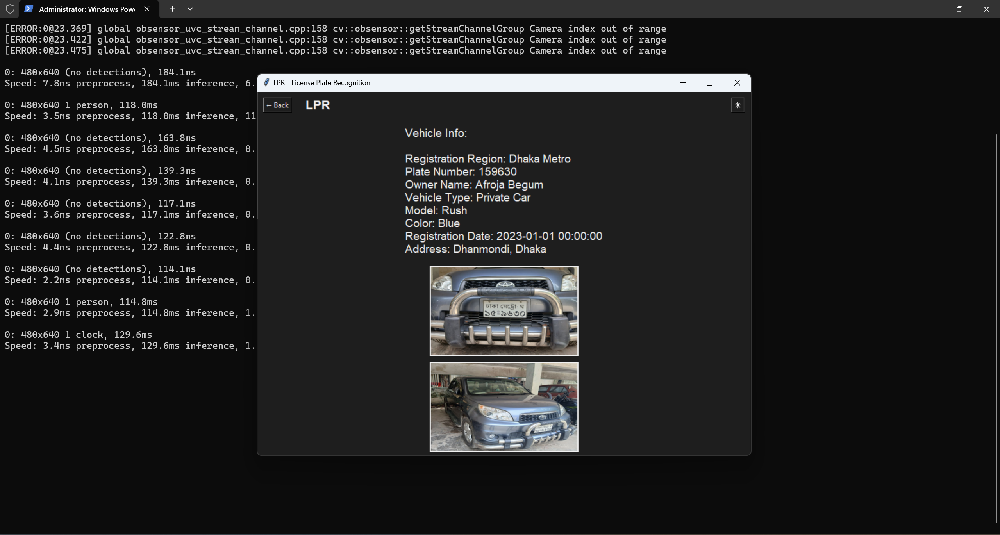 Administrator: Windows Pow
[ERROR:0@23.369] global obsensor_uvc_stream_channel.cpp:158 cv::obsensor::getStreamChannelGroup Camera index out of range
[ERROR:0@23.422] global obsensor_uvc_stream_channel.cpp:158 cv::obsensor::getStreamChannelGroup Camera index out of range
[ERROR:0@23.475] global obsensor_uvc_stream_channel.cpp:158 cv::obsensor::getStreamChannelGroup Camera index out of range
0: 480x640 (no detections), 184.1ms
Speed: 7.8ms preprocess, 184.1ms inference, 6.
0: 480x640 1 person, 118.0ms
Speed: 3.5ms preprocess, 118.0ms inference, 11
0: 480x640 (no detections), 163.8ms
Speed: 4.5ms preprocess, 163.8ms inference, 0.
0: 480x640 (no detections), 139.3ms
Speed: 4.1ms preprocess, 139.3ms inference, 0.
0: 480x640 (no detections), 117.1ms
Speed: 3.6ms preprocess, 117.1ms inference, 0.
0: 480x640 (no detections), 122.8ms
Speed: 4.4ms preprocess, 122.8ms inference, 0.
0: 480x640 (no detections), 114.1ms
Speed: 2.2ms preprocess, 114.1ms inference, 0.
0: 480x640 1 person, 114.8ms
Speed: 2.9ms preprocess, 114.8ms inference, 1.
0: 480x640 1 clock, 129.6ms
Speed: 3.4ms preprocess, 129.6ms inference, 1.
LPR - License Plate Recognition
← Back
LPR
Vehicle Info:
Registration Region: Dhaka Metro
Plate Number: 159630
Owner Name: Afroja Begum
Vehicle Type: Private Car
Model: Rush
Color: Blue
Registration Date: 2023-01-01 00:00:00
Address: Dhanmondi, Dhaka
ঢাকা মেট্রো-ঘ
১৫-৯৬৩০